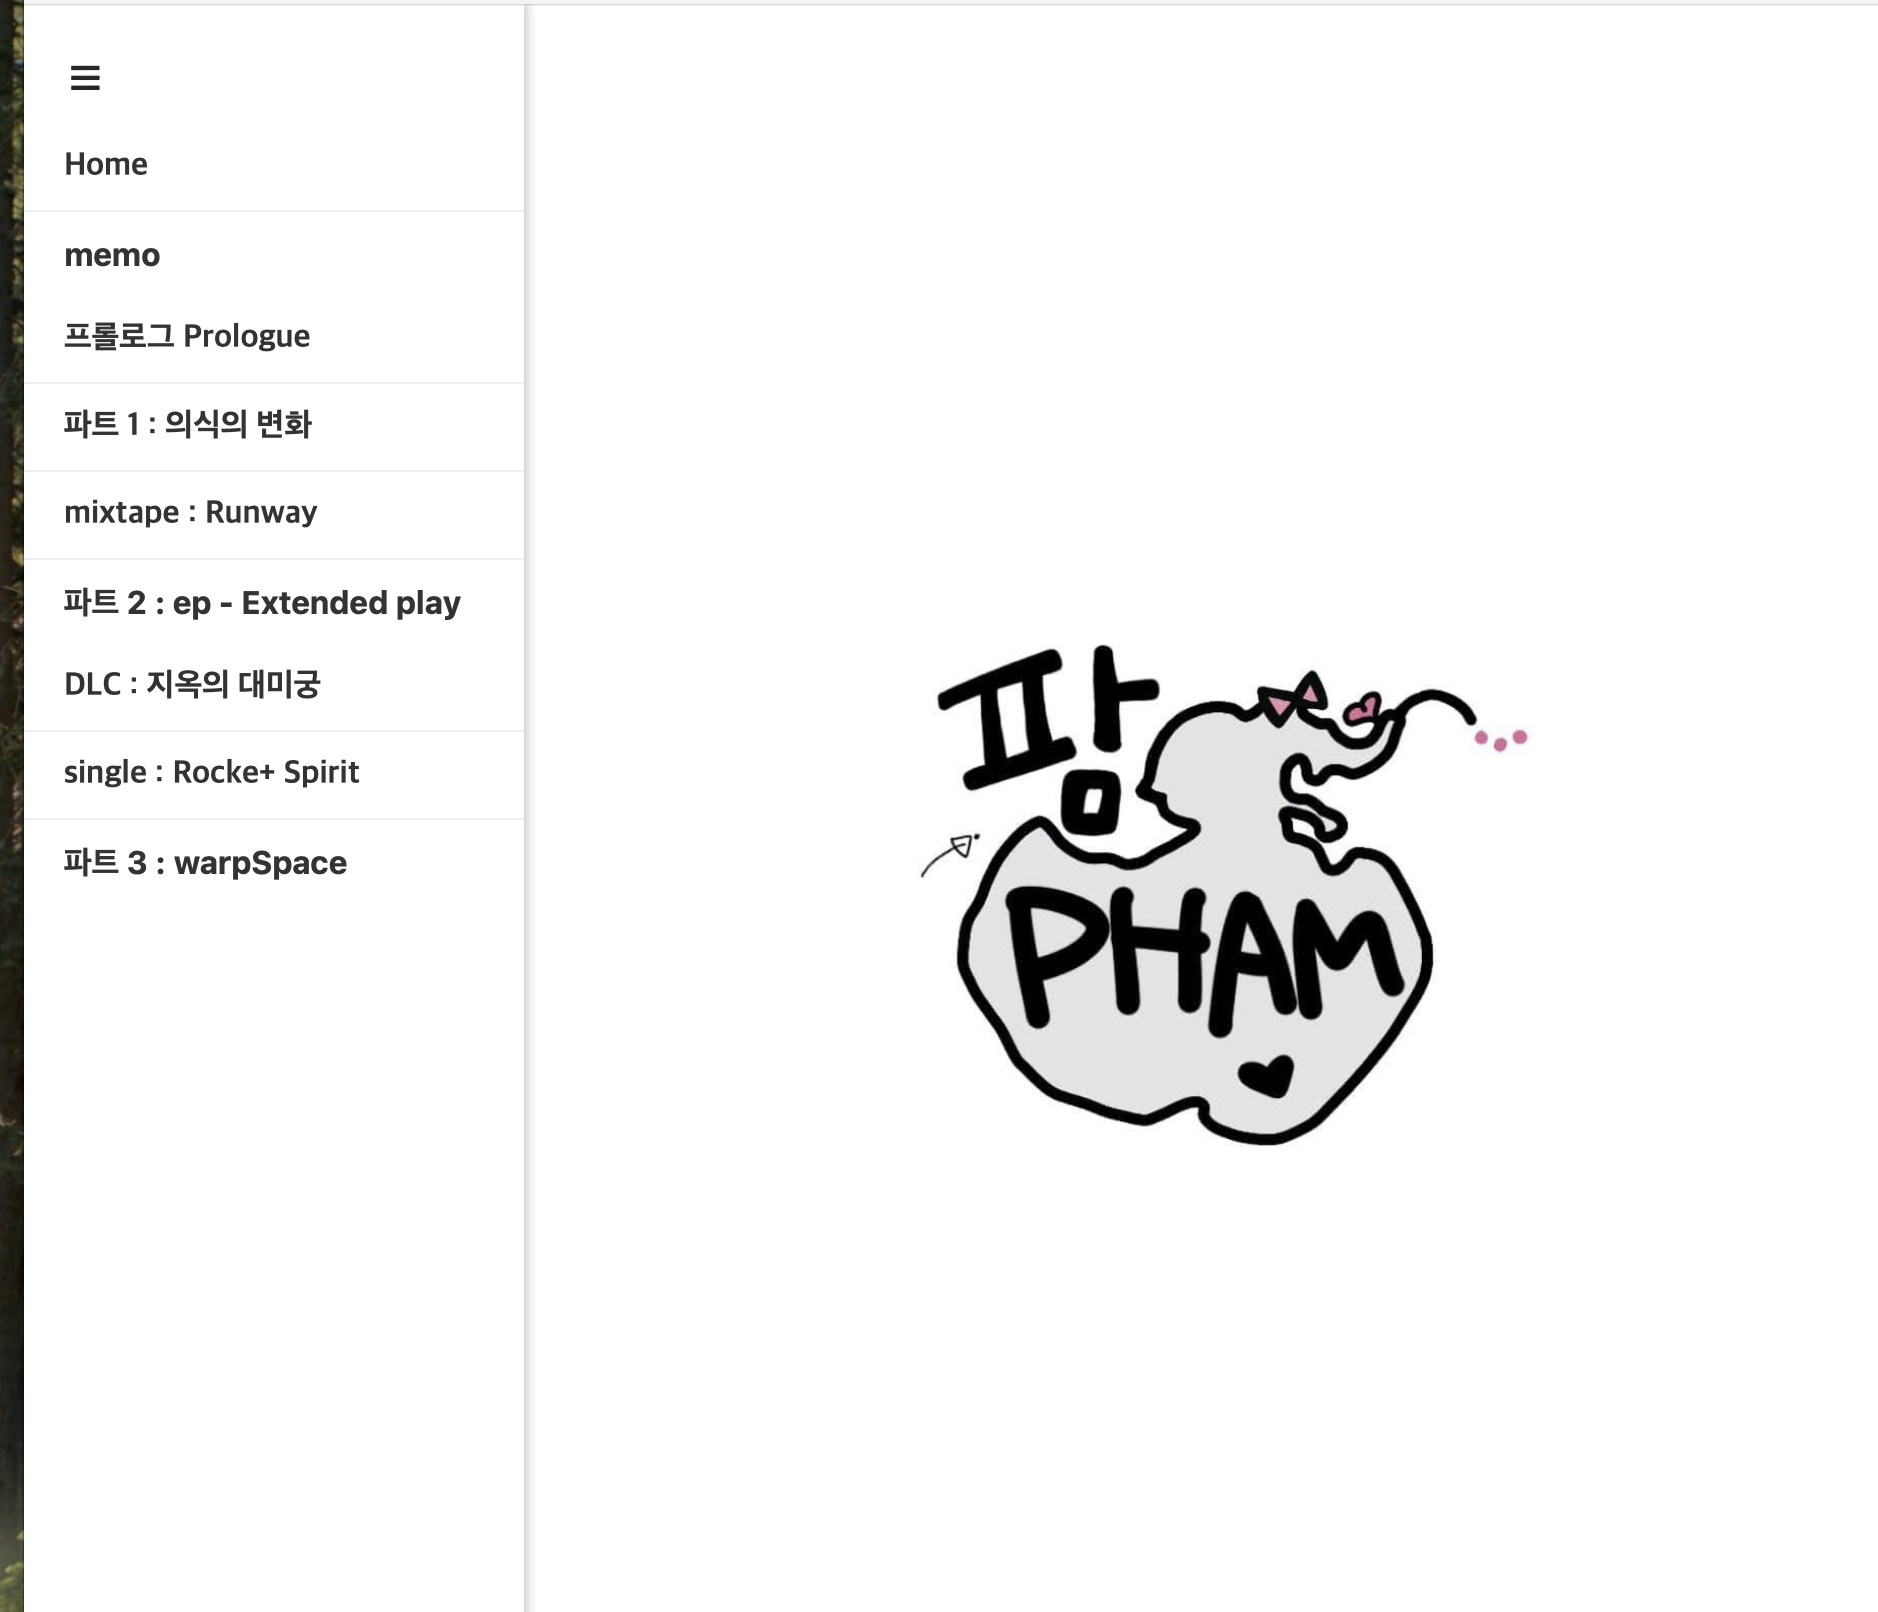 Home
memo
프롤로그 Prologue
파트 1 : 의식의 변화
mixtape : Runway
파트 2 : ep - Extended play
DLC : 지옥의 대미궁
single : Rocke+ Spirit
파트 3 : warpSpace
팜
PHAM